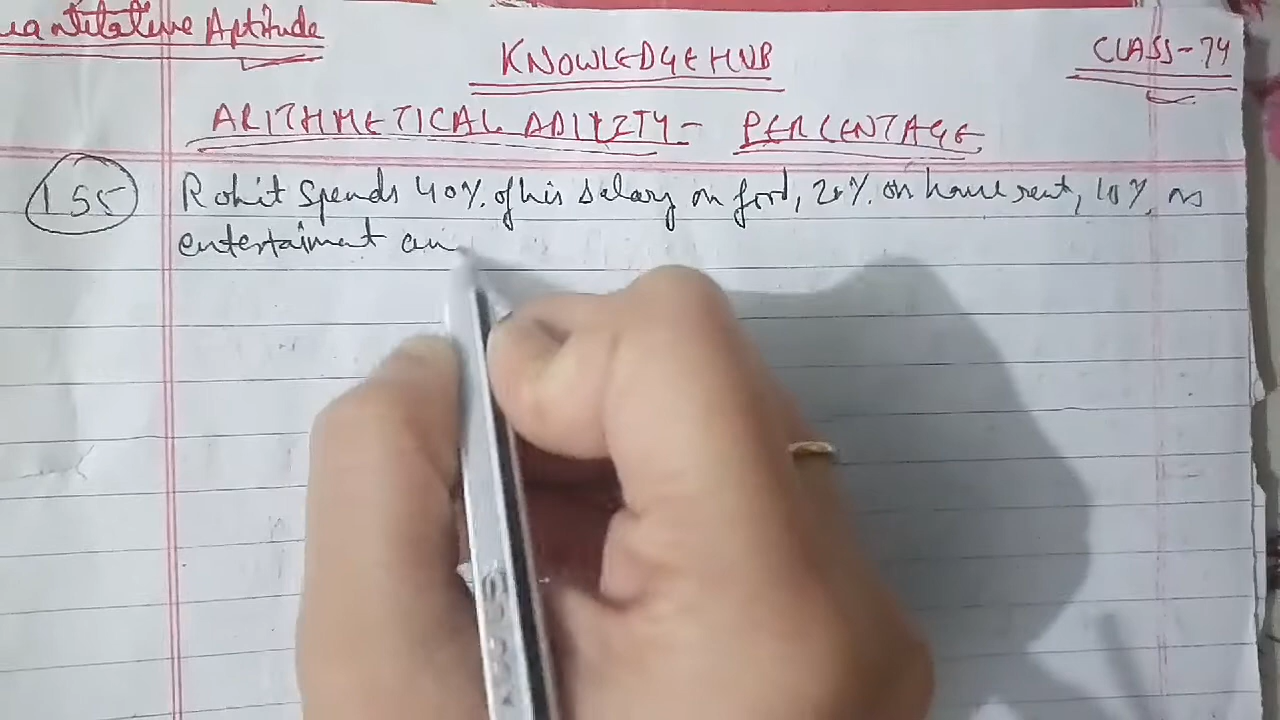 uantitative Aptitude
KNOWLEDGE HUB
CLASS-74
ARITHMETICAL ABILITY - PERCENTAGE
155
Rohit spends 40% of his salary on food, 20% on house rent, 10% on
entertaiment an